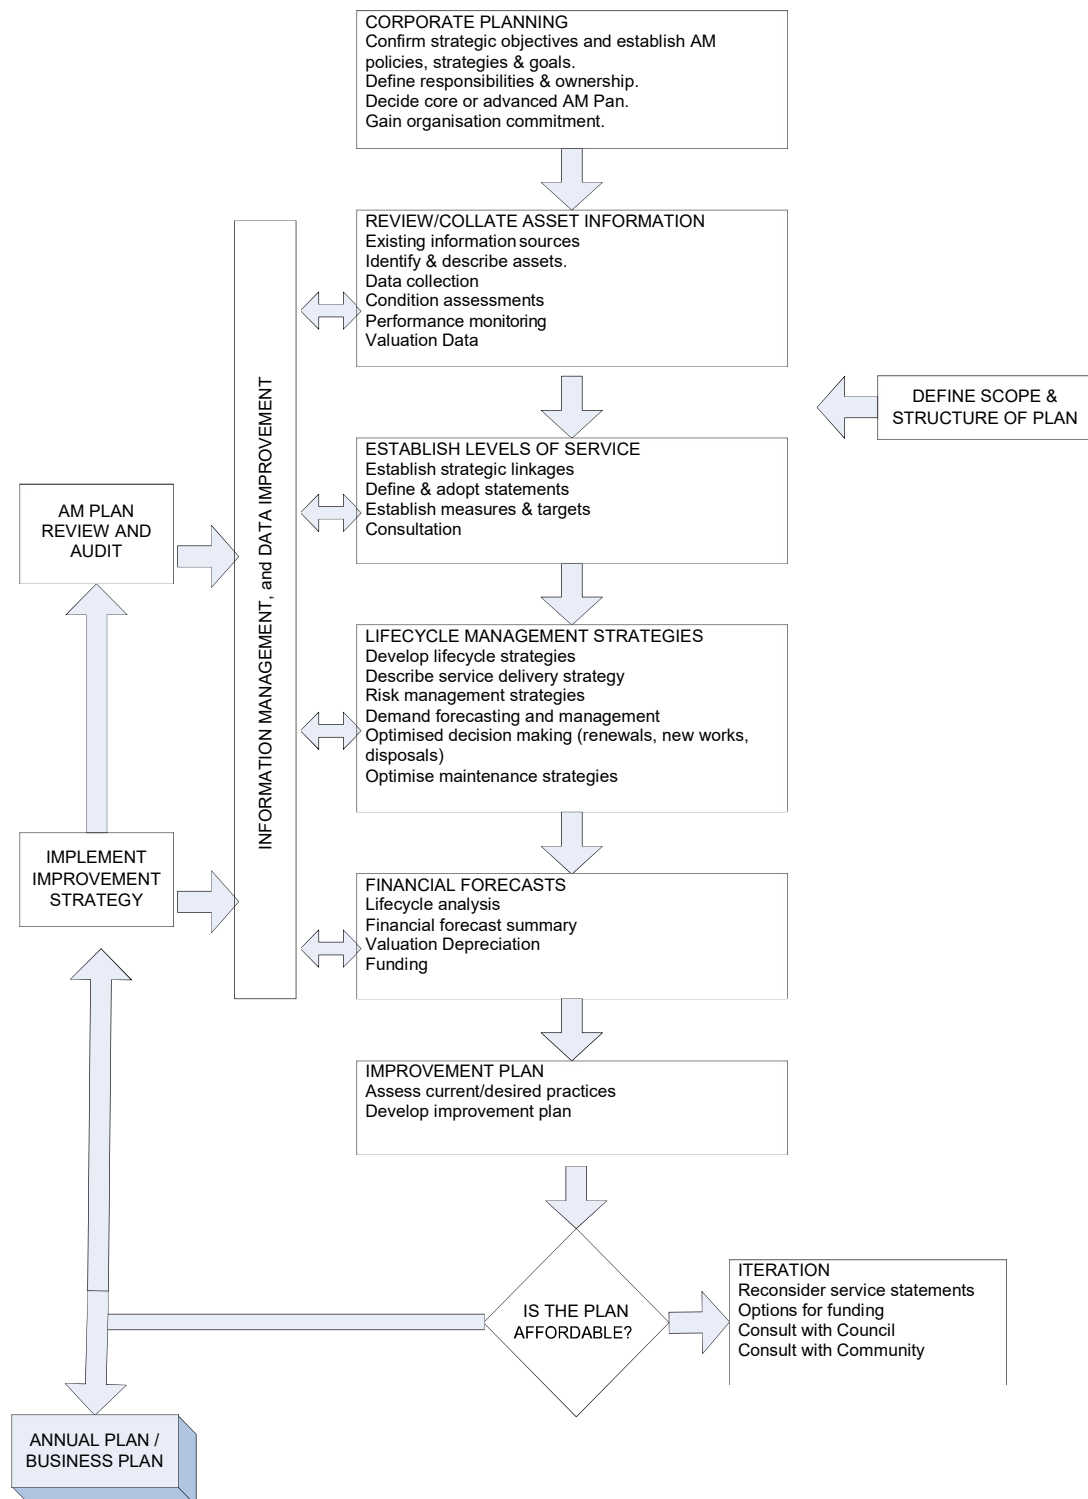 CORPORATE PLANNING
Confirm strategic objectives and establish AM
policies, strategies & goals.
Define responsibilities & ownership.
Decide core or advanced AM Pan.
Gain organisation commitment.
REVIEW/COLLATE ASSET INFORMATION
Existing information sources
Identify & describe assets.
Data collection
Condition assessments
Performance monitoring
Valuation Data
DEFINE SCOPE &
STRUCTURE OF PLAN
INFORMATION MANAGEMENT, and DATA IMPROVEMENT
ESTABLISH LEVELS OF SERVICE
Establish strategic linkages
Define & adopt statements
Establish measures & targets
Consultation
AM PLAN
REVIEW AND
AUDIT
LIFECYCLE MANAGEMENT STRATEGIES
Develop lifecycle strategies
Describe service delivery strategy
Risk management strategies
Demand forecasting and management
Optimised decision making (renewals, new works,
disposals)
Optimise maintenance strategies
IMPLEMENT
IMPROVEMENT
STRATEGY
FINANCIAL FORECASTS
Lifecycle analysis
Financial forecast summary
Valuation Depreciation
Funding
IMPROVEMENT PLAN
Assess current/desired practices
Develop improvement plan
IS THE PLAN
AFFORDABLE?
ITERATION
Reconsider service statements
Options for funding
Consult with Council
Consult with Community
ANNUAL PLAN /
BUSINESS PLAN